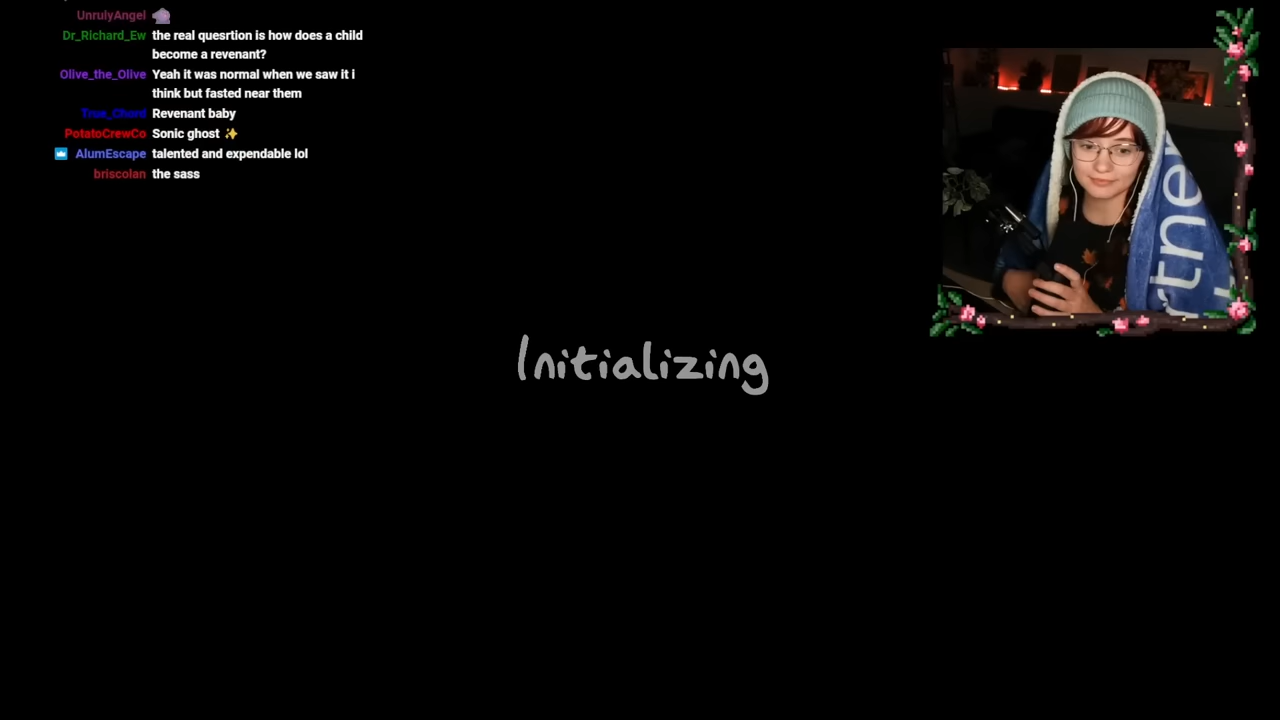 UnrulyAngel
Dr_Richard_Ew the real quesrtion is how does a child
become a revenant?
Olive_the_Olive Yeah it was normal when we saw it i
think but fasted near them
True_Chord Revenant baby
PotatoCrewCo Sonic ghost ✨
AlumEscape talented and expendable lol
briscolan the sass
rtner
Initializing